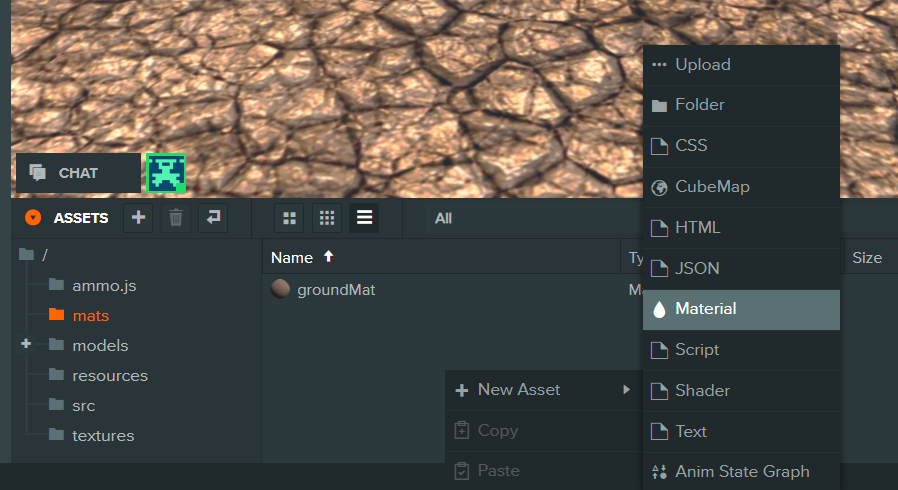 Upload
Folder
CSS
CubeMap
HTML
JSON
Material
Script
Shader
Text
Anim State Graph
CHAT
ASSETS
All
/
ammo.js
mats
models
resources
src
textures
Name
Ty
Size
groundMat
Ma
New Asset
Copy
Paste